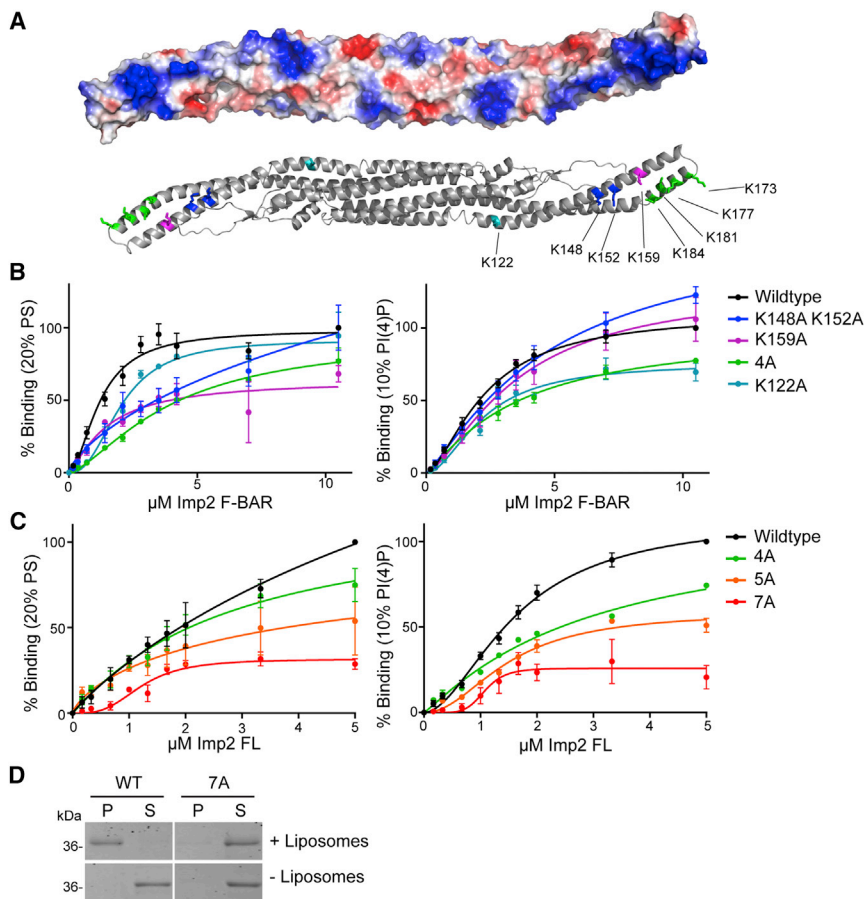 A
K173
K177
K181
K184
K159
K152
K148
K122
B
% Binding (20% PS)
100
50
0
0 5 10
µM Imp2 F-BAR
% Binding (10% PI(4)P)
100
50
0
0 5 10
µM Imp2 F-BAR
Wildtype
K148A K152A
K159A
4A
K122A
C
% Binding (20% PS)
100
50
0
0 1 2 3 4 5
µM Imp2 FL
% Binding (10% PI(4)P)
100
50
0
0 1 2 3 4 5
µM Imp2 FL
Wildtype
4A
5A
7A
D
WT 7A
kDa P S P S
36- + Liposomes
36- - Liposomes